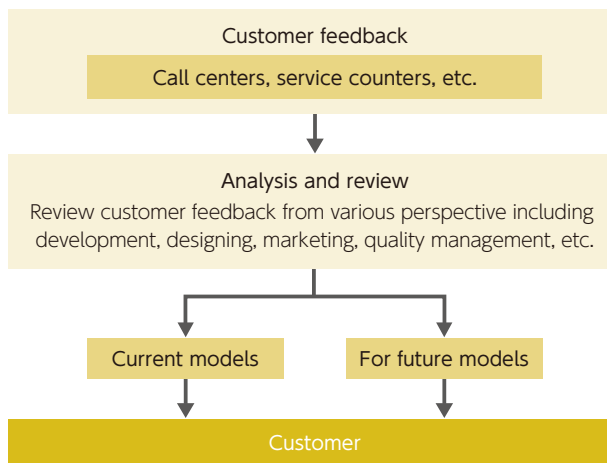 Customer feedback
Call centers, service counters, etc.
Analysis and review
Review customer feedback from various perspective including
development, designing, marketing, quality management, etc.
Current models
For future models
Customer